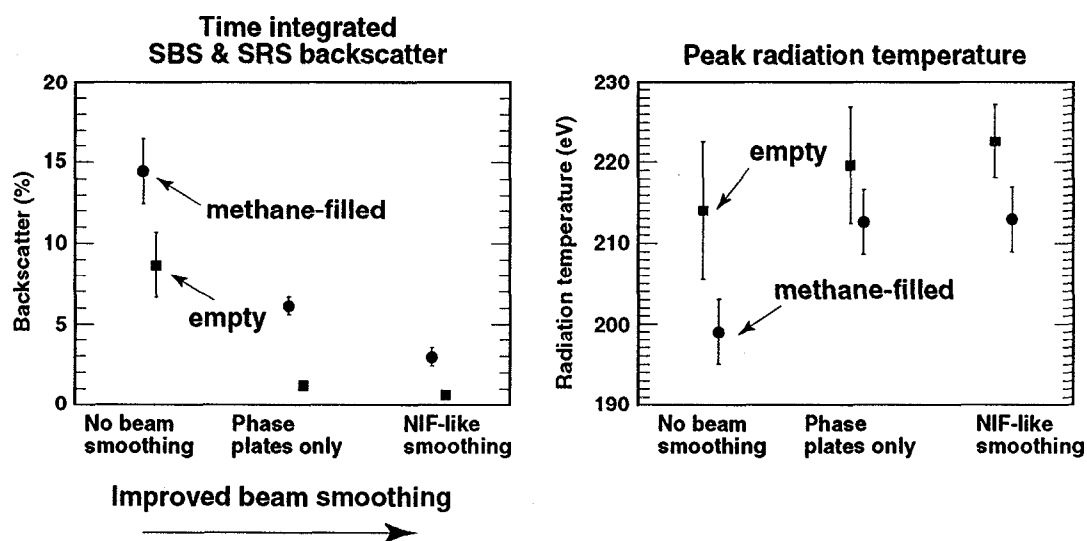 Time integrated
SBS & SRS backscatter
20
15
10
5
0
Backscatter (%)
methane-filled
empty
No beam
smoothing
Phase
plates only
NIF-like
smoothing
Improved beam smoothing
Peak radiation temperature
230
220
210
200
190
Radiation temperature (eV)
empty
methane-filled
No beam
smoothing
Phase
plates only
NIF-like
smoothing